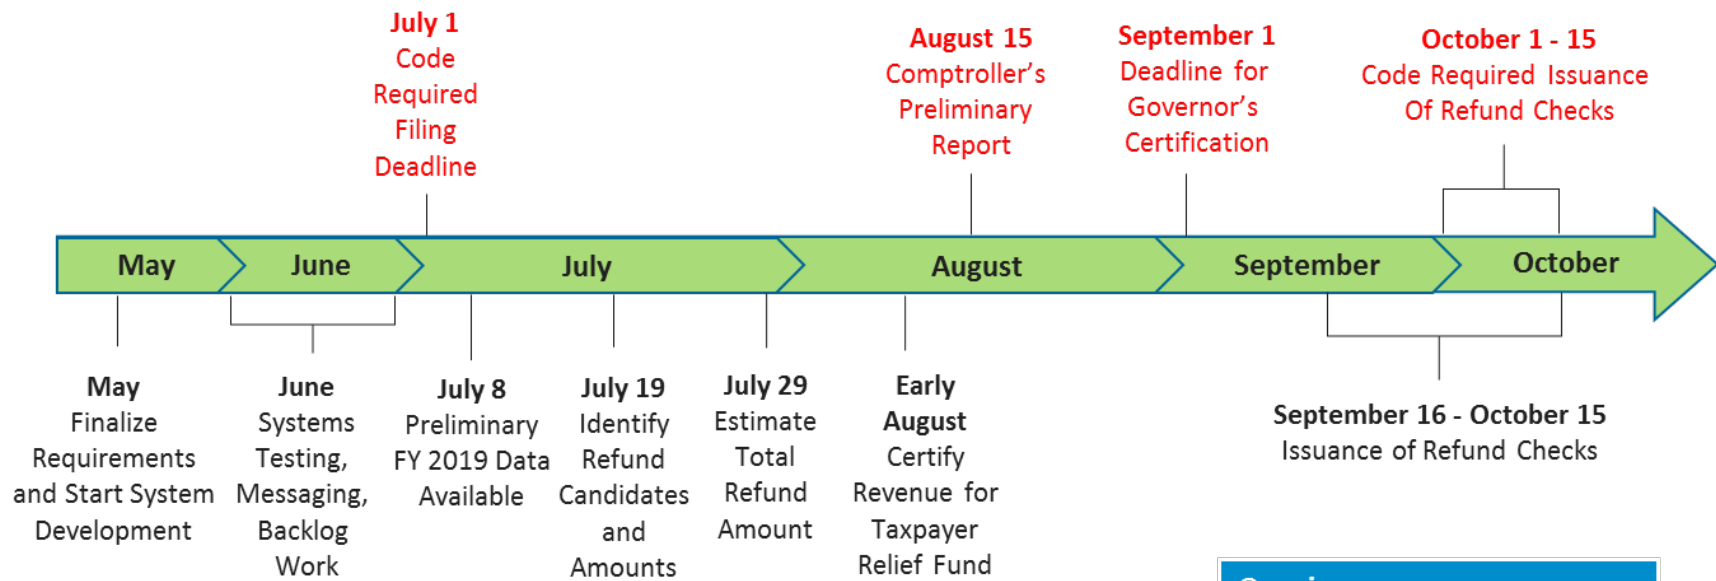 July 1
Code
Required
Filing
Deadline
August 15
Comptroller's
Preliminary
Report
September 1
Deadline for
Governor's
Certification
October 1 - 15
Code Required Issuance
Of Refund Checks
May
June
July
August
September
October
May
Finalize
Requirements
and Start System
Development
June
Systems
Testing,
Messaging,
Backlog
Work
July 8
Preliminary
FY 2019 Data
Available
July 19
Identify
Refund
Candidates
and
Amounts
July 29
Estimate
Total
Refund
Amount
Early
August
Certify
Revenue for
Taxpayer
Relief Fund
September 16 - October 15
Issuance of Refund Checks